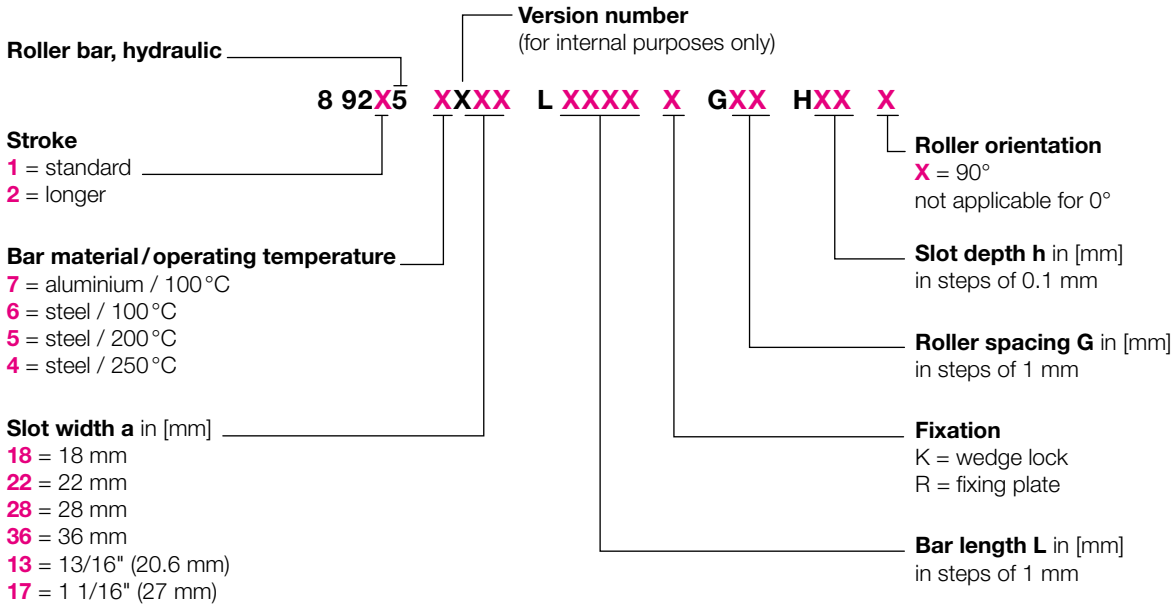 Version number
(for internal purposes only)
Roller bar, hydraulic
8 92X5 XXXX L XXXX X GXX HXX X
Stroke
1 = standard
2 = longer
Bar material / operating temperature
7 = aluminium / 100 °C
6 = steel / 100 °C
5 = steel / 200 °C
4 = steel / 250 °C
Slot width a in [mm]
18 = 18 mm
22 = 22 mm
28 = 28 mm
36 = 36 mm
13 = 13/16" (20.6 mm)
17 = 1 1/16" (27 mm)
Roller orientation
X = 90°
not applicable for 0°
Slot depth h in [mm]
in steps of 0.1 mm
Roller spacing G in [mm]
in steps of 1 mm
Fixation
K = wedge lock
R = fixing plate
Bar length L in [mm]
in steps of 1 mm